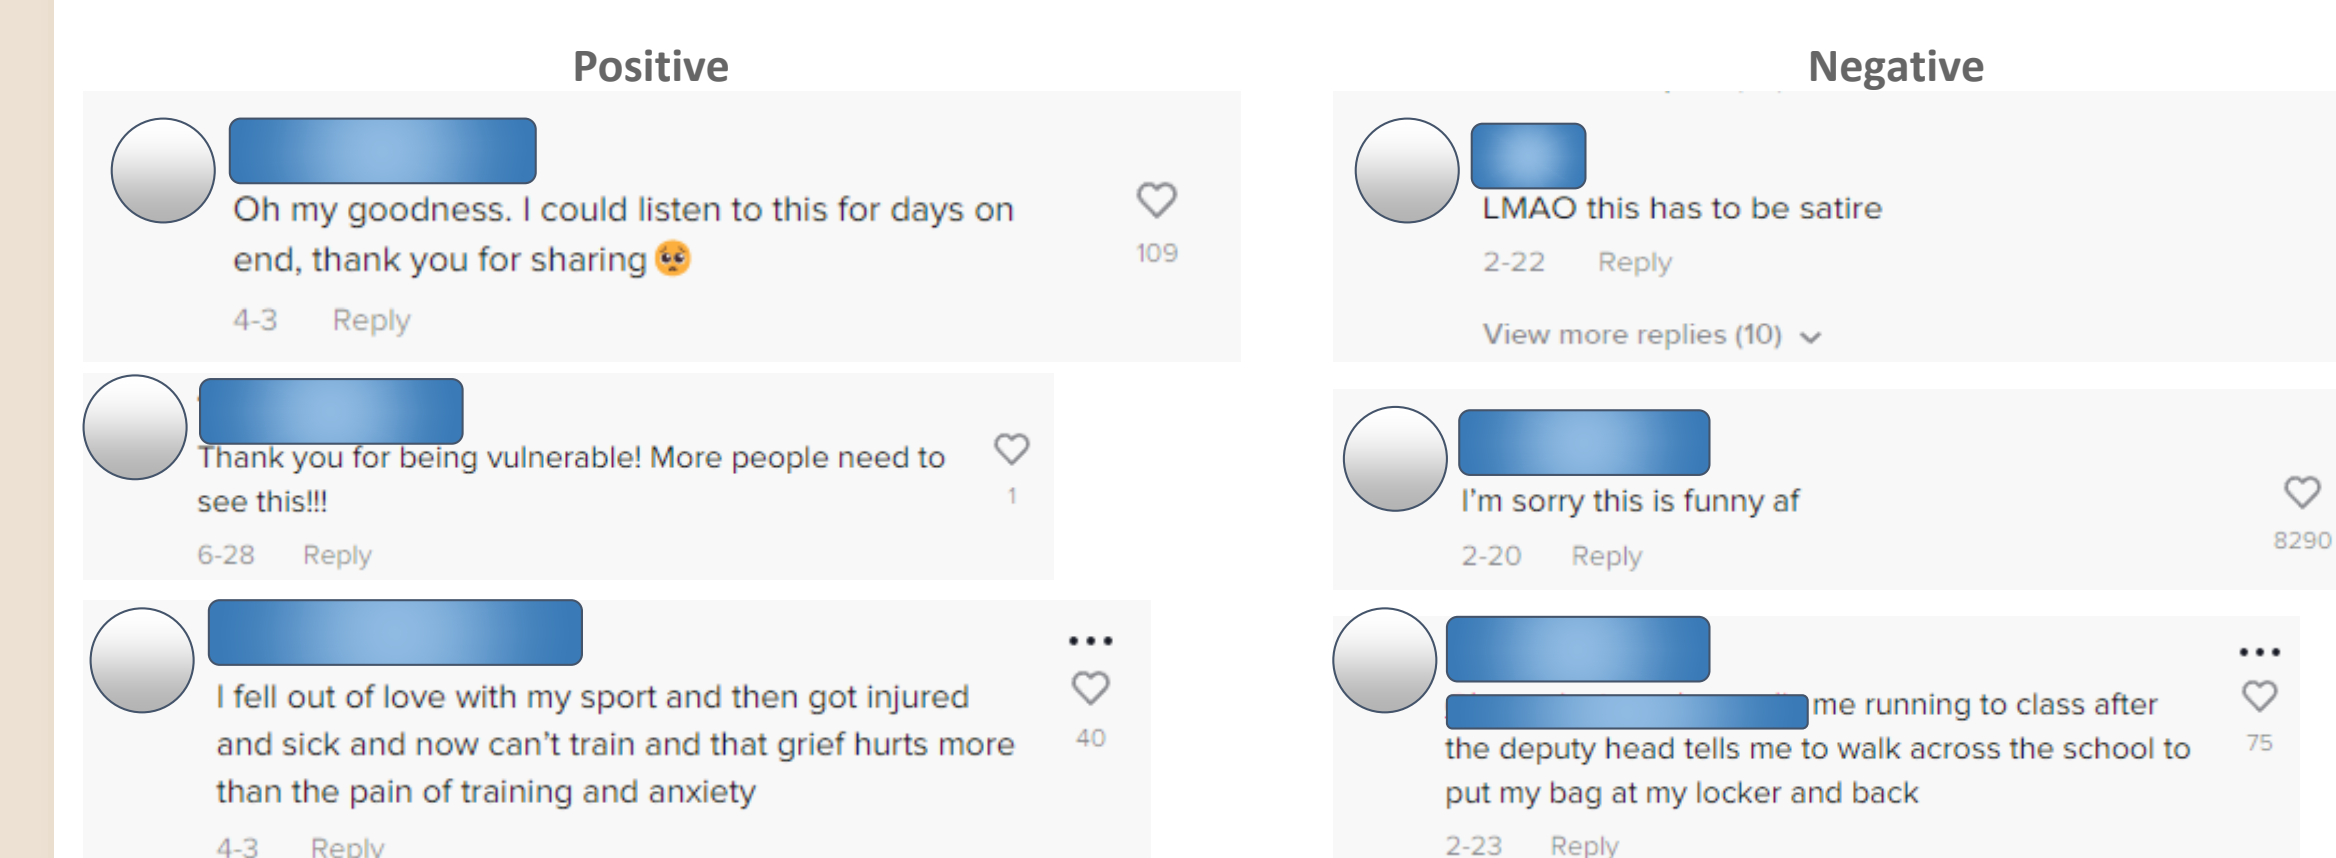 Positive
Oh my goodness. I could listen to this for days on
end, thank you for sharing🥺
109
4-3 Reply
Thank you for being vulnerable! More people need to
see this!!!
1
6-28 Reply
I fell out of love with my sport and then got injured
and sick and now can't train and that grief hurts more
than the pain of training and anxiety
40
4-3 Reply
Negative
LMAO this has to be satire
2-22 Reply
View more replies (10)
I'm sorry this is funny af
8290
2-20 Reply
me running to class after
the deputy head tells me to walk across the school to
put my bag at my locker and back
75
2-23 Reply